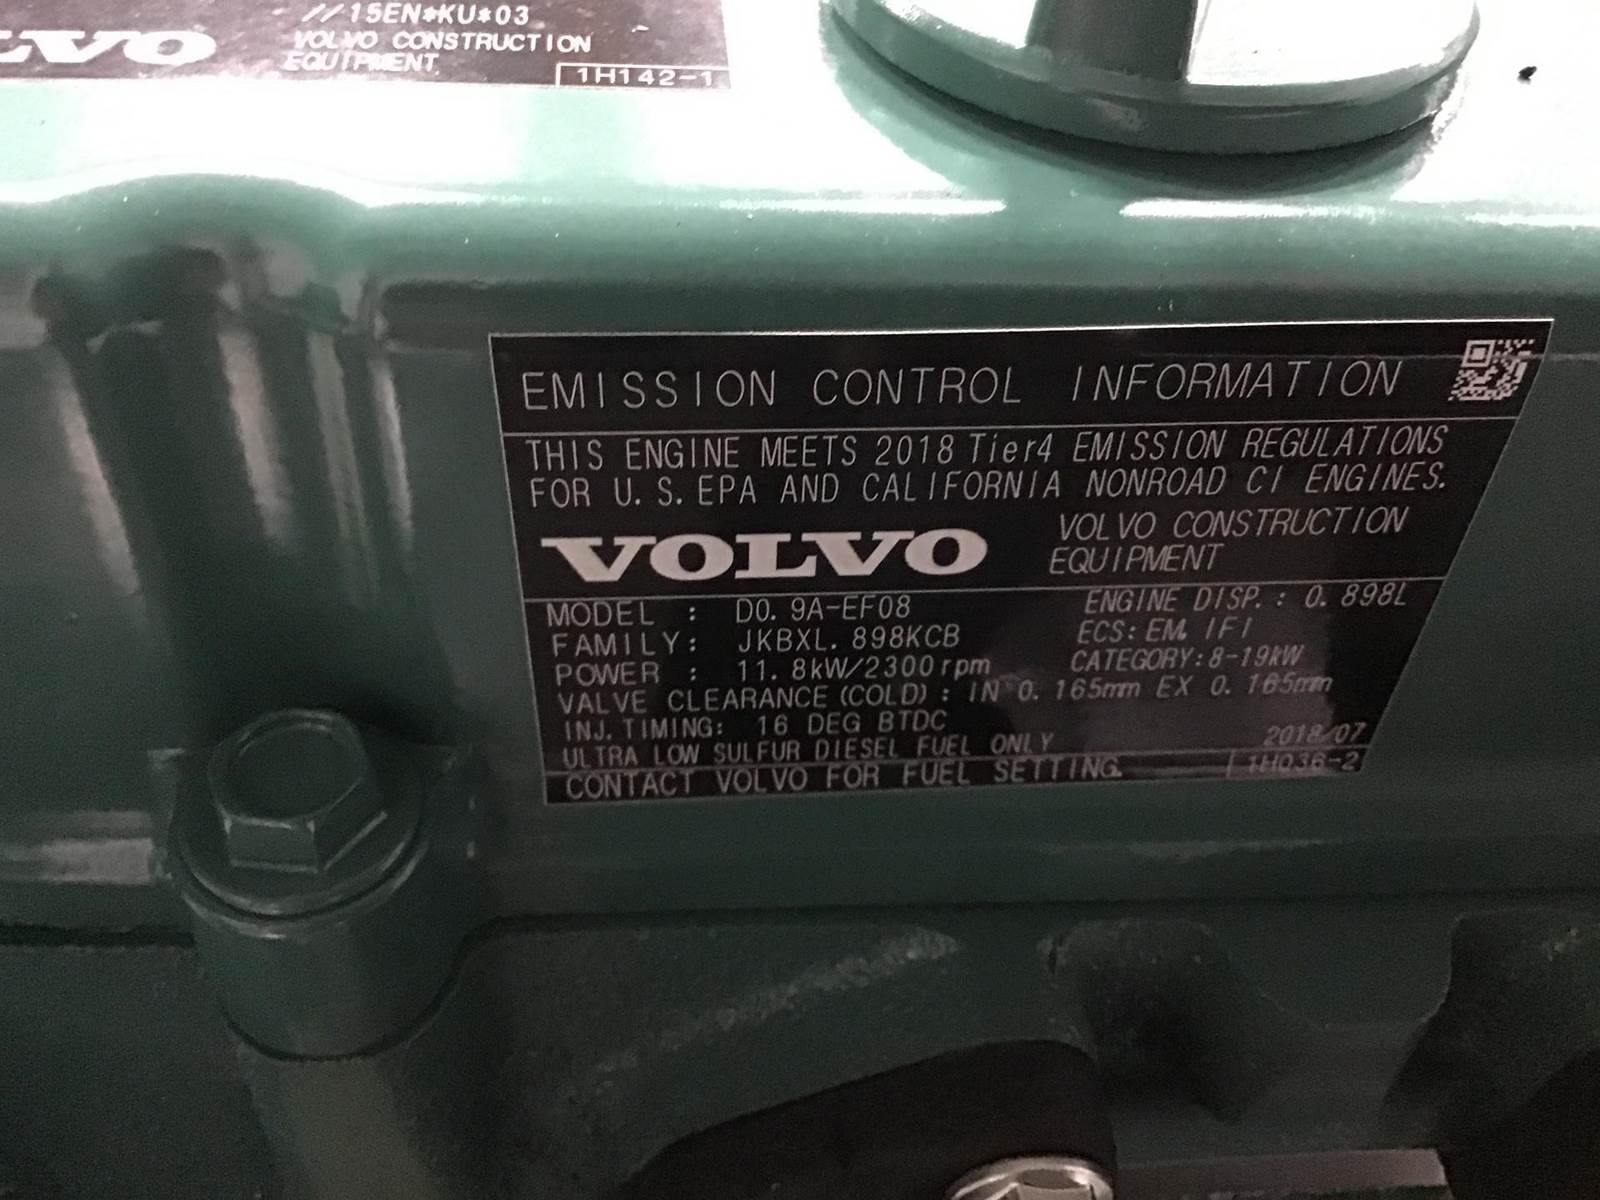 //15EN*KU*03
VOLVO
VOLVO CONSTRUCTION
EQUIPMENT
1H142-1
EMISSION CONTROL INFORMATION
THIS ENGINE MEETS 2018 Tier4 EMISSION REGULATIONS
FOR U.S.EPA AND CALIFORNIA NONROAD CI ENGINES.
VOLVO
VOLVO CONSTRUCTION
EQUIPMENT
MODEL : D0.9A-EF08 ENGINE DISP.: 0.898L
FAMILY: JKBXL.898KCB ECS: EM, IFI
POWER : 11.8kW/2300rpm CATEGORY:8-19kW
VALVE CLEARANCE (COLD) : IN 0.165mm EX 0.165mm
INJ.TIMING: 16 DEG BTDC
ULTRA LOW SULFUR DIESEL FUEL ONLY 2018/07
CONTACT VOLVO FOR FUEL SETTING. 1H036-2